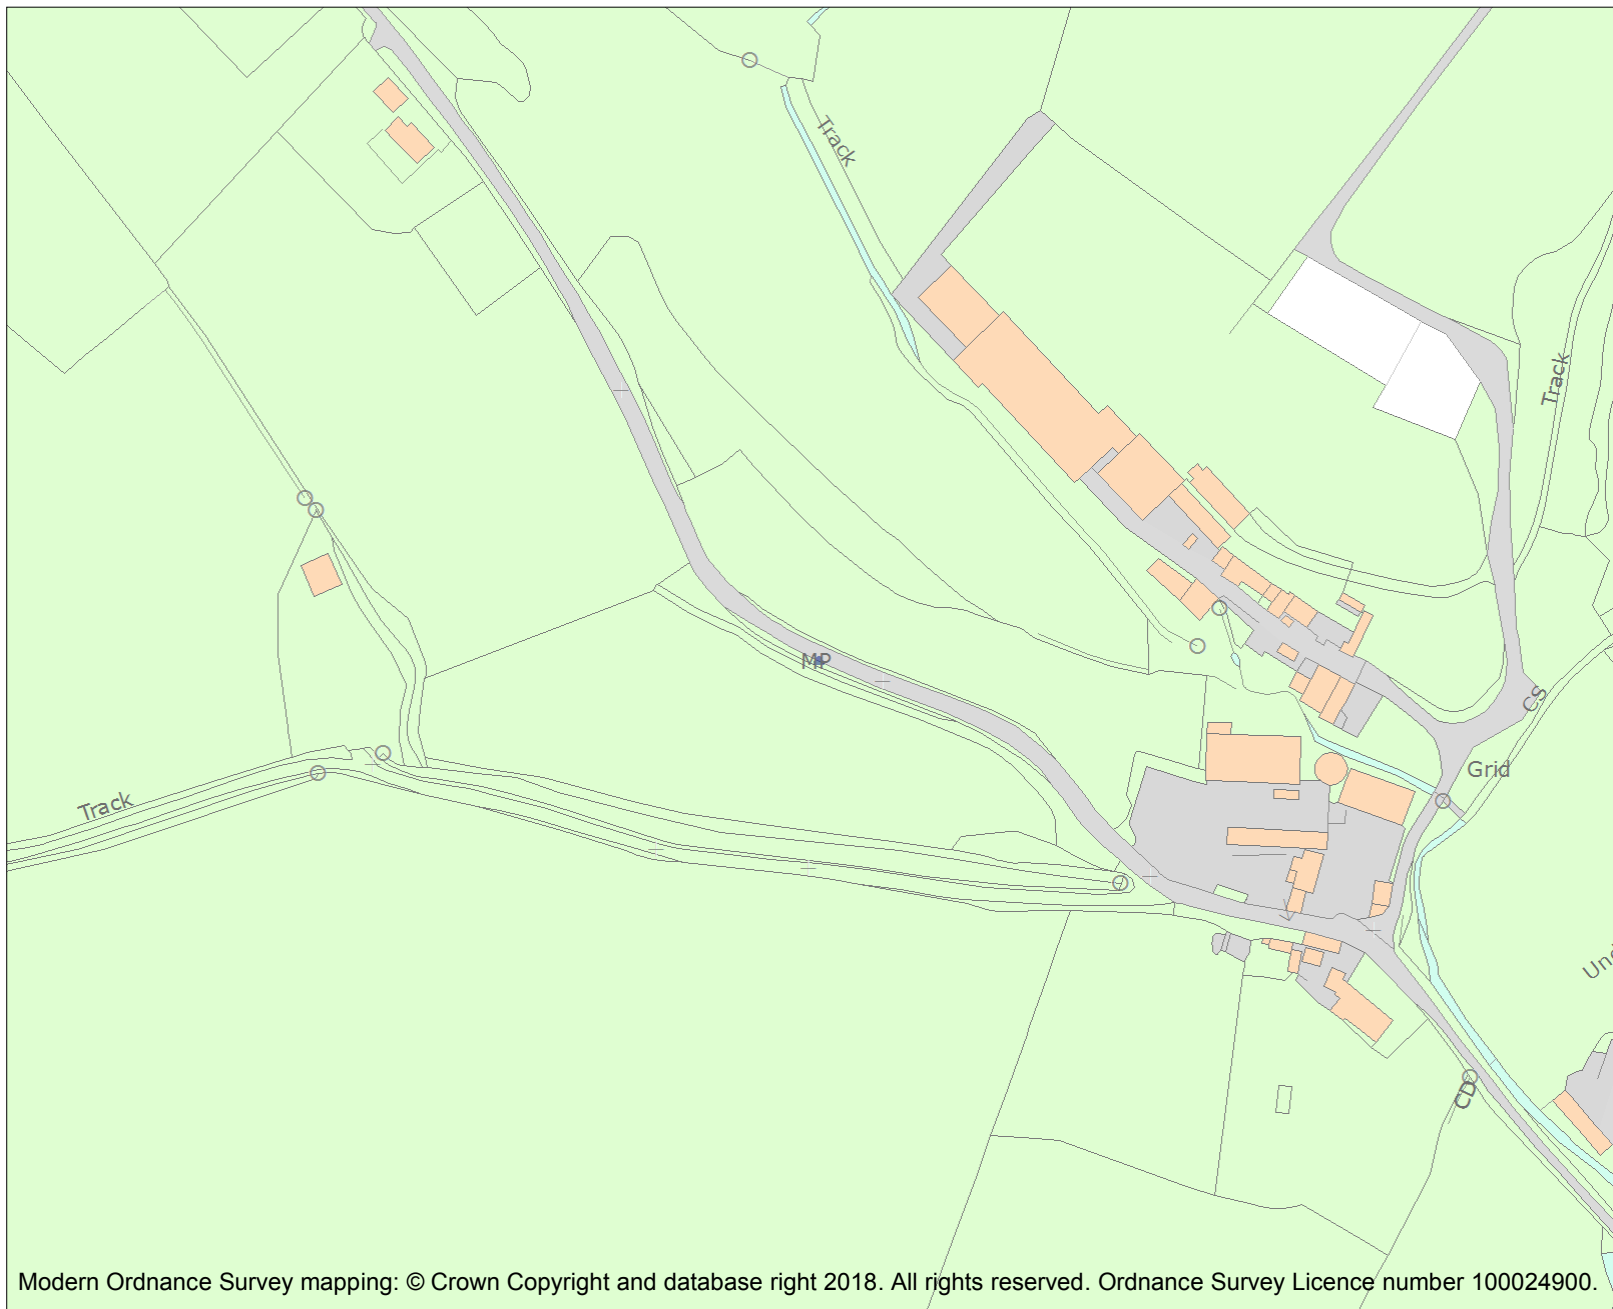 Track
Track
MP
CS
Grid
Track
CD
Modern Ordnance Survey mapping: © Crown Copyright and database right 2018. All rights reserved. Ordnance Survey Licence number 100024900.